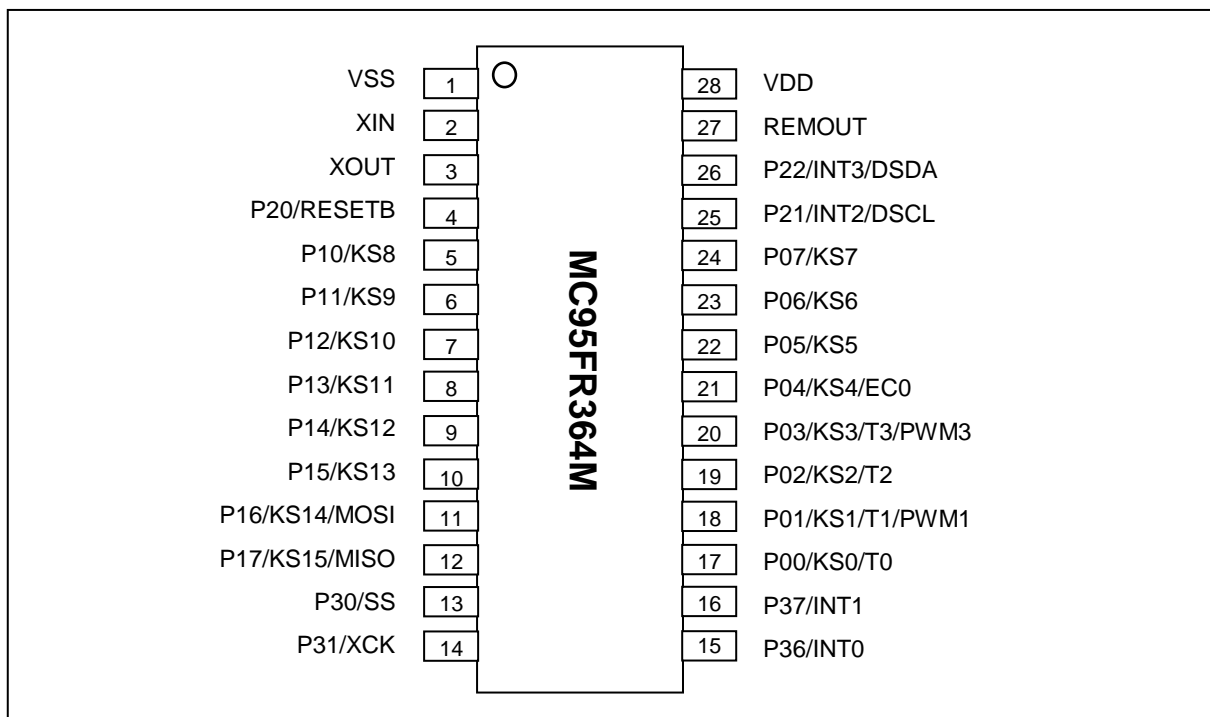 VSS 1 28 VDD
XIN 2 27 REMOUT
XOUT 3 26 P22/INT3/DSDA
P20/RESETB 4 25 P21/INT2/DSCL
P10/KS8 5 24 P07/KS7
P11/KS9 6 23 P06/KS6
P12/KS10 7 22 P05/KS5
P13/KS11 8 21 P04/KS4/EC0
P14/KS12 9 20 P03/KS3/T3/PWM3
P15/KS13 10 19 P02/KS2/T2
P16/KS14/MOSI 11 18 P01/KS1/T1/PWM1
P17/KS15/MISO 12 17 P00/KS0/T0
P30/SS 13 16 P37/INT1
P31/XCK 14 15 P36/INT0
MC95FR364M